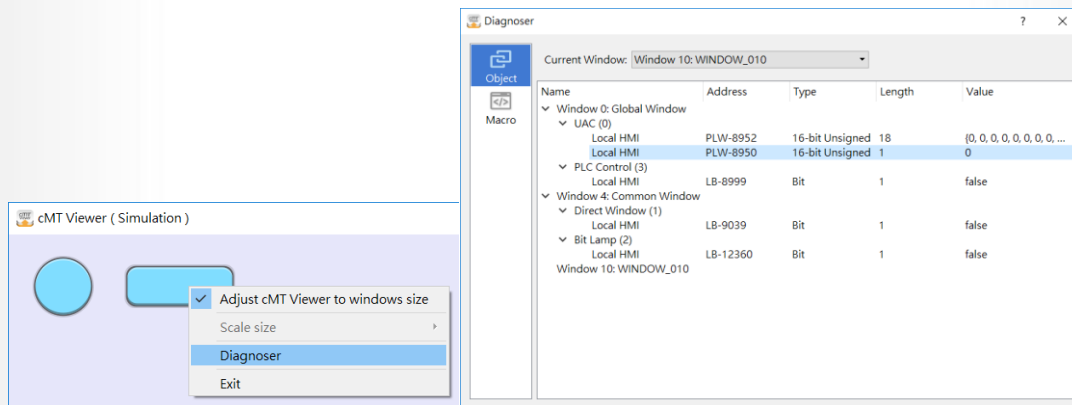 cMT Viewer ( Simulation )
Adjust cMT Viewer to windows size
Scale size
Diagnoser
Exit
Diagnoser ?
Object
Macro
Current Window: Window 10: WINDOW_010
Name Address Type Length Value
Window 0: Global Window
UAC (0)
Local HMI PLW-8952 16-bit Unsigned 18 {0, 0, 0, 0, 0, 0, 0, 0, ...
Local HMI PLW-8950 16-bit Unsigned 1 0
PLC Control (3)
Local HMI LB-8999 Bit 1 false
Window 4: Common Window
Direct Window (1)
Local HMI LB-9039 Bit 1 false
Bit Lamp (2)
Local HMI LB-12360 Bit 1 false
Window 10: WINDOW_010